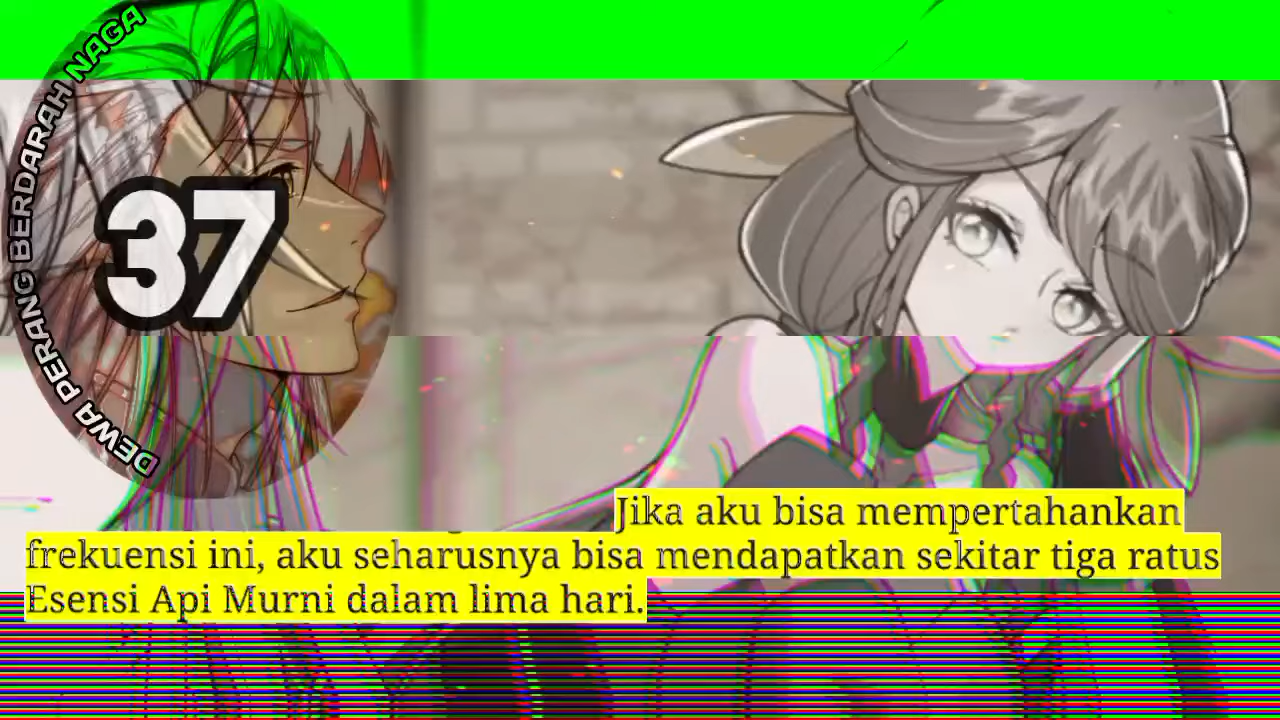 DEWA PERANG BERDARAH NAGA
37
Jika aku bisa mempertahankan
frekuensi ini, aku seharusnya bisa mendapatkan sekitar tiga ratus
Esensi Api Murni dalam lima hari.